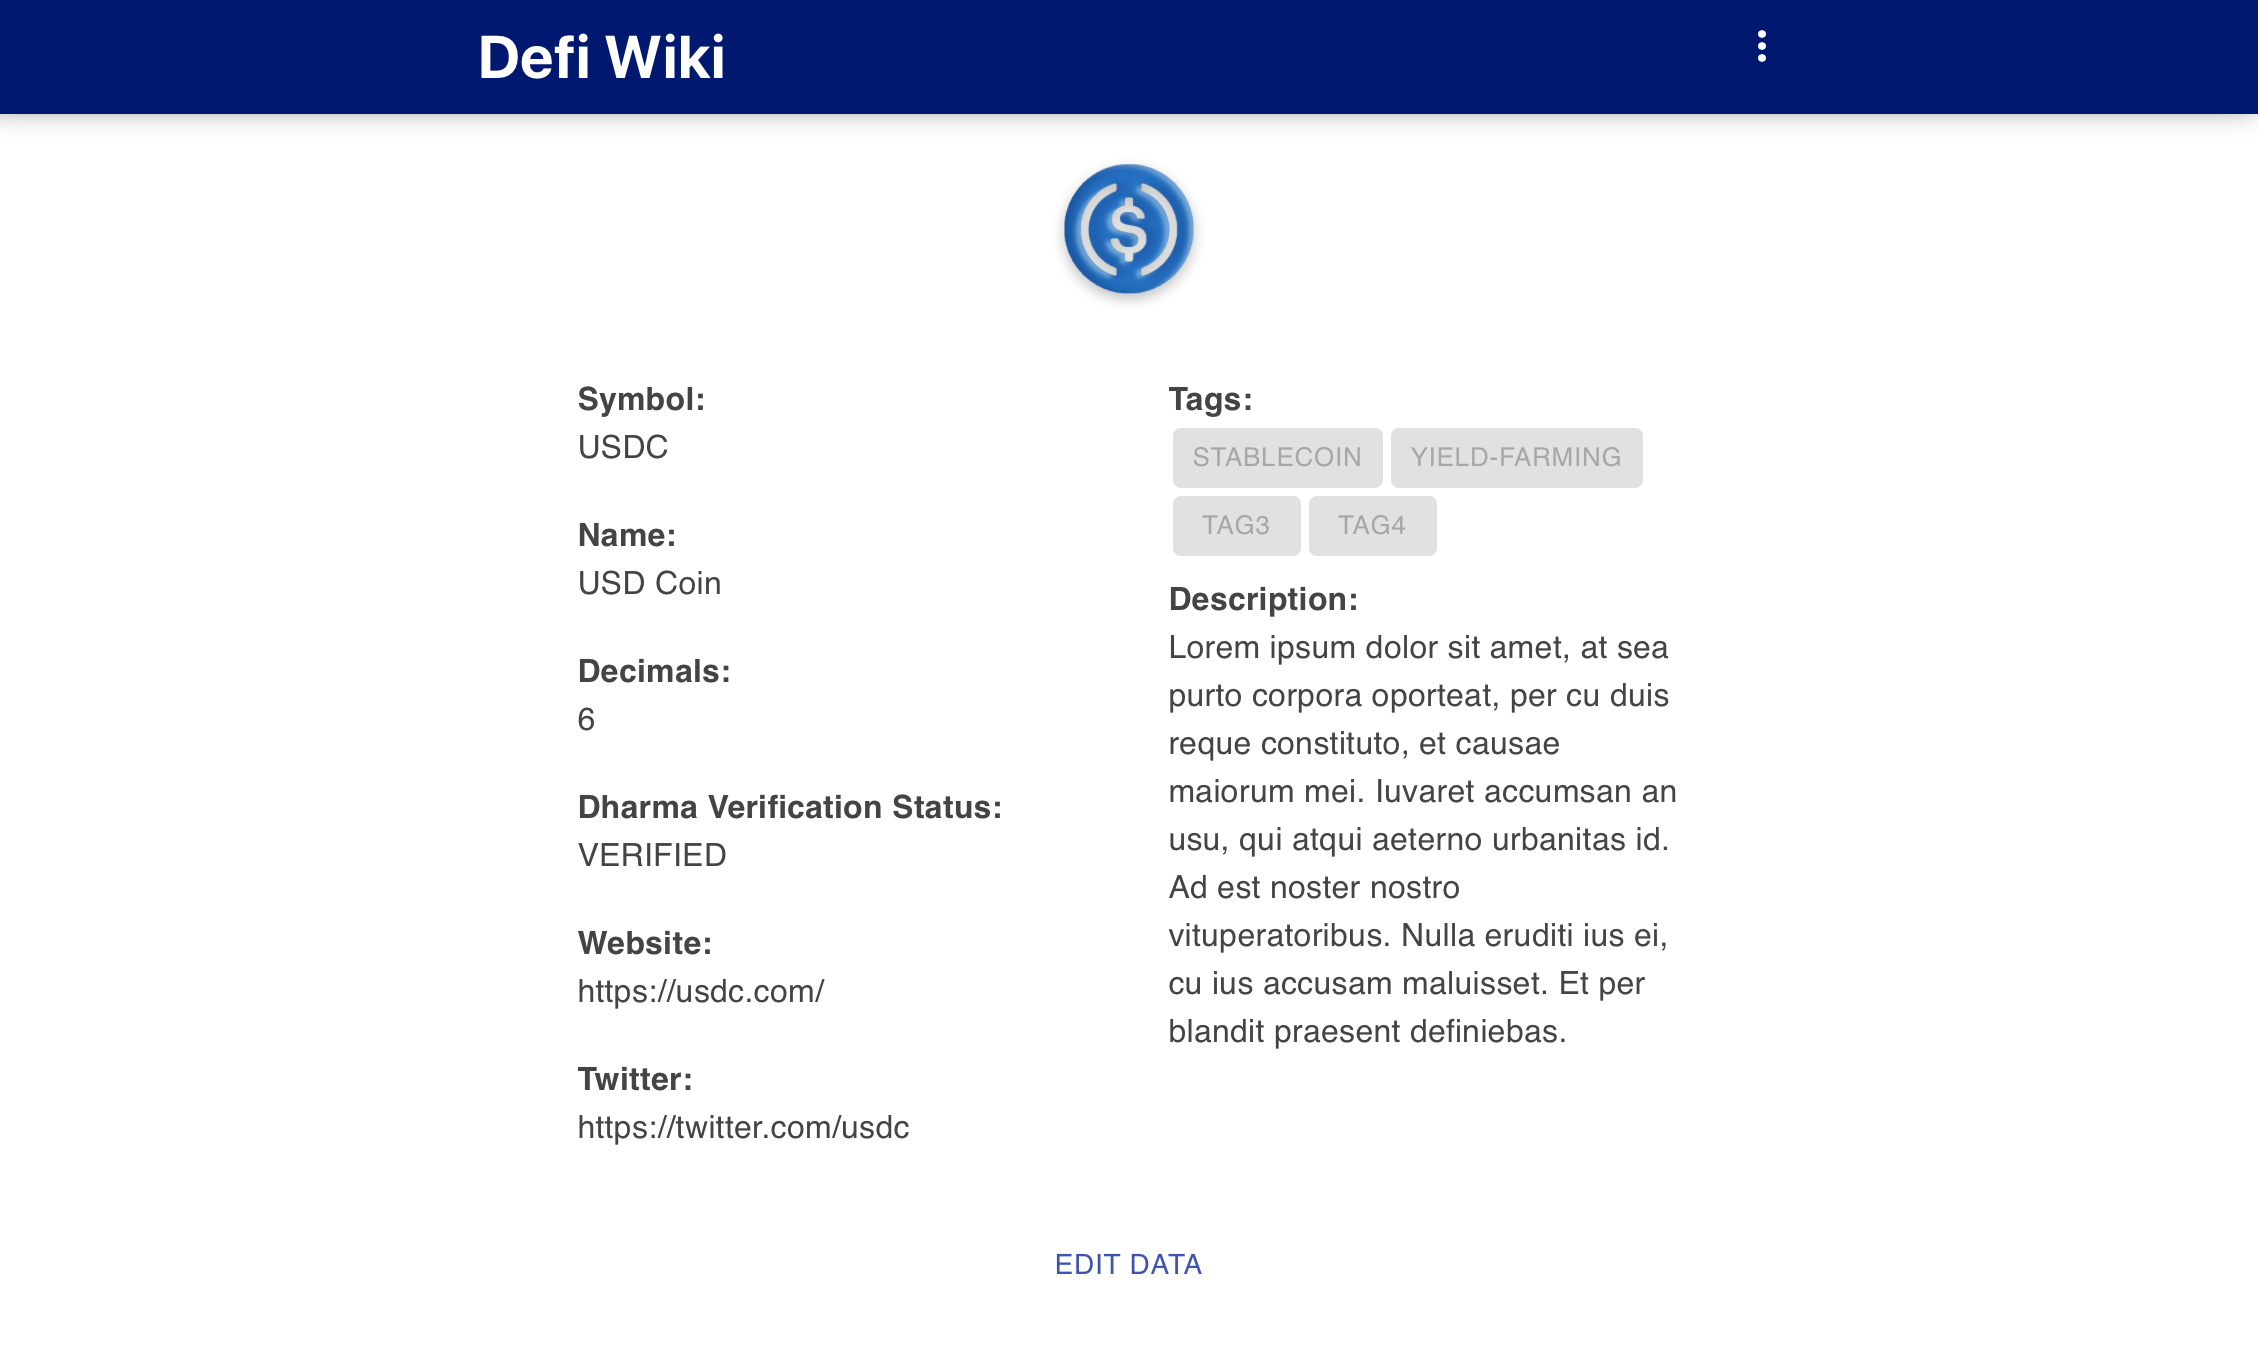 Defi Wiki
$
Symbol:
USDC
Name:
USD Coin
Decimals:
6
Dharma Verification Status:
VERIFIED
Website:
https://usdc.com/
Twitter:
https://twitter.com/usdc
Tags:
STABLECOIN YIELD-FARMING
TAG3 TAG4
Description:
Lorem ipsum dolor sit amet, at sea
purto corpora oporteat, per cu duis
reque constituto, et causae
maiorum mei. Iuvaret accumsan an
usu, qui atqui aeterno urbanitas id.
Ad est noster nostro
vituperatoribus. Nulla eruditi ius ei,
cu ius accusam maluisset. Et per
blandit praesent definiebas.
EDIT DATA